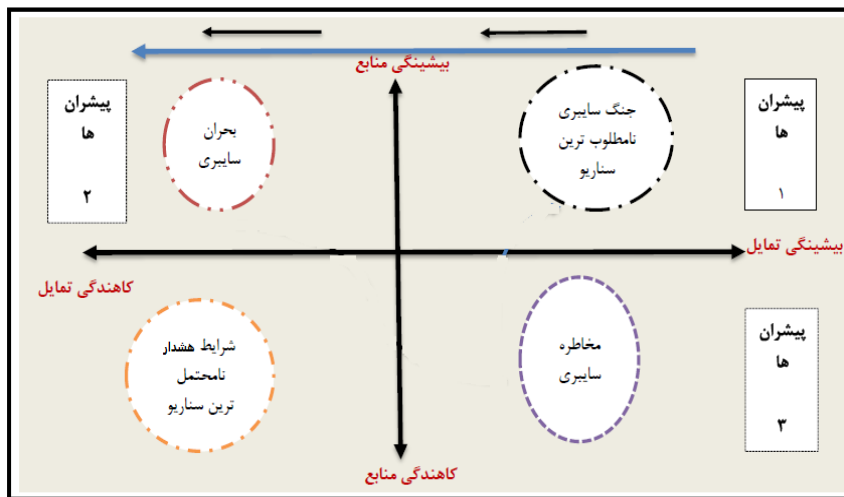 بیشینگی منابع
پیشران
ها
۱
جنگ سایبری
نامطلوب ترین
سناریو
بحران
سایبری
پیشران
ها
۲
بیشینگی تمایل
کاهندگی تمایل
پیشران
ها
۳
مخاطره
سایبری
شرایط هشدار
نامحتمل
ترین سناریو
کاهندگی منابع